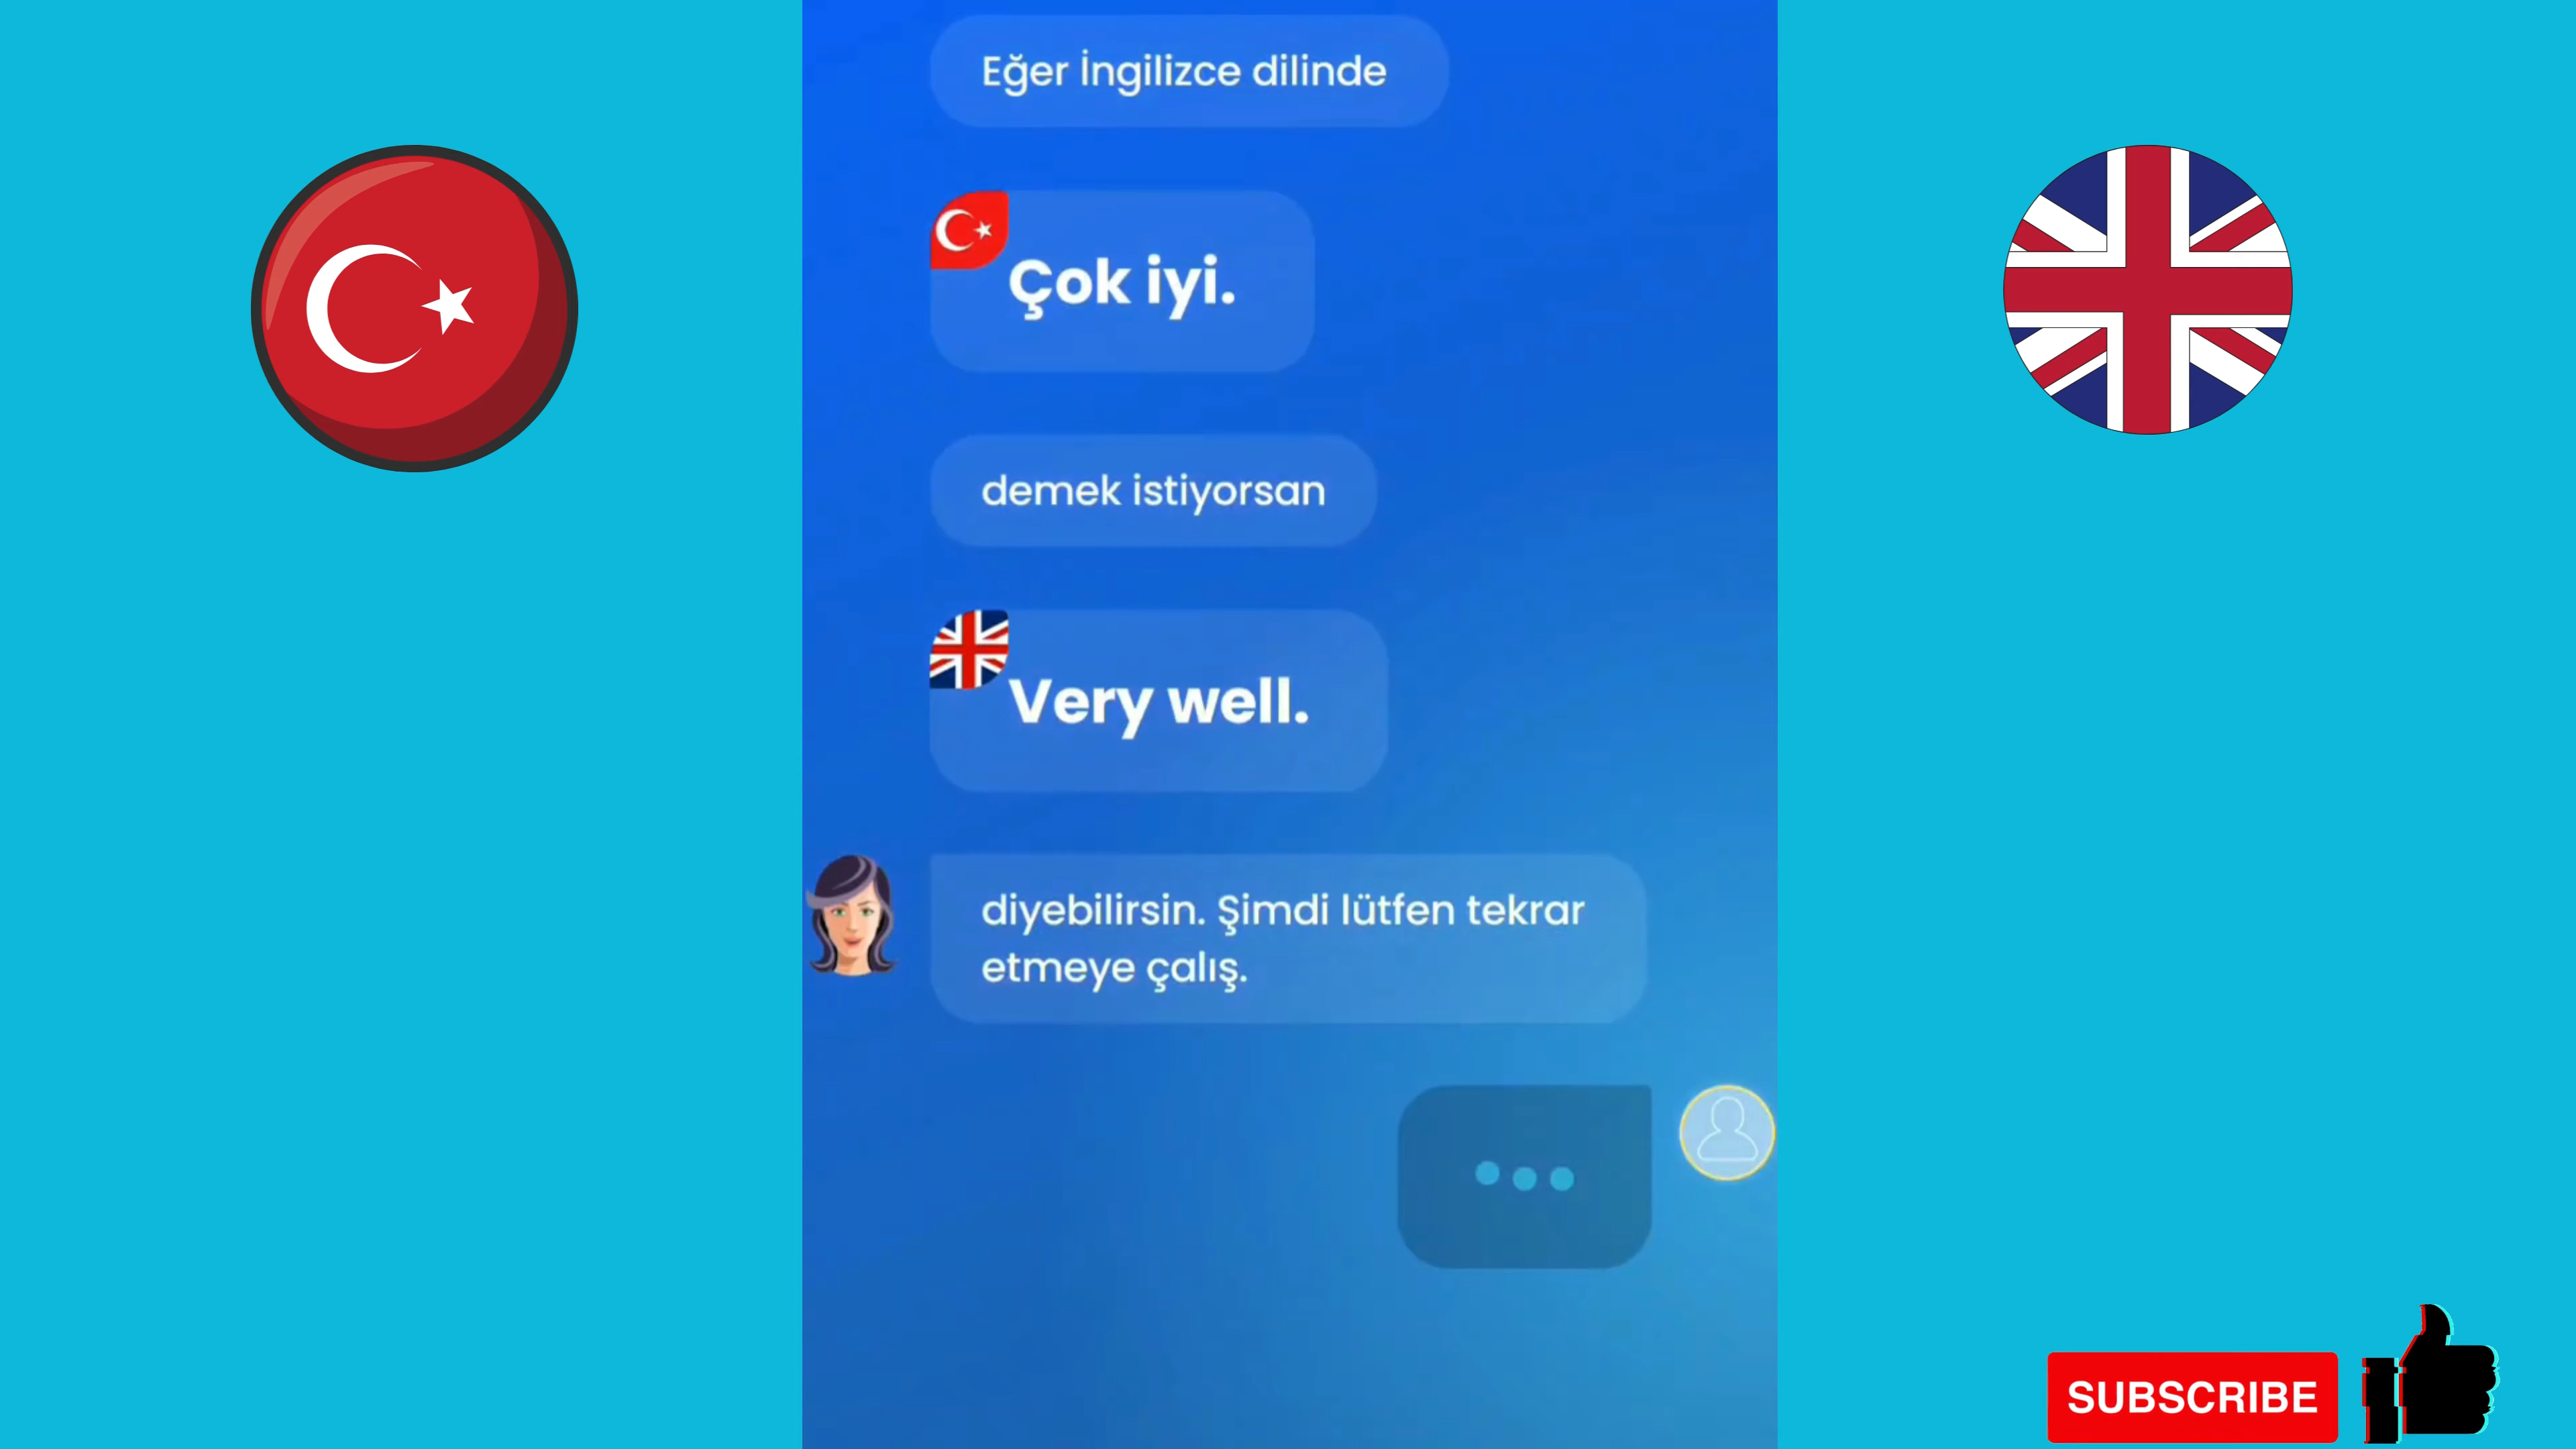 Eğer İngilizce dilinde
Çok iyi.
demek istiyorsan
Very well.
diyebilirsin. Şimdi lütfen tekrar
etmeye çalış.
SUBSCRIBE